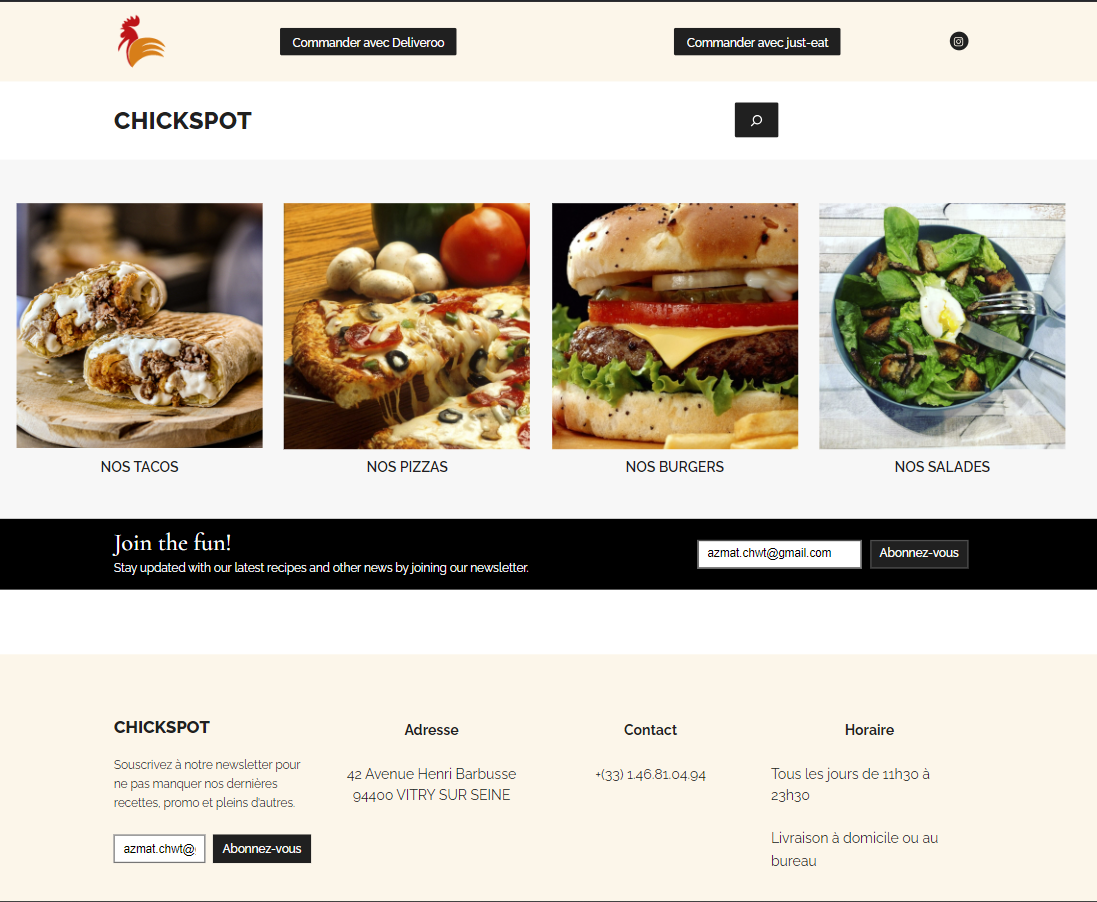 Commander avec Deliveroo
Commander avec just-eat
CHICKSPOT
NOS TACOS
NOS PIZZAS
NOS BURGERS
NOS SALADES
Join the fun!
Stay updated with our latest recipes and other news by joining our newsletter.
azmat.chwt@gmail.com
Abonnez-vous
CHICKSPOT
Souscrivez à notre newsletter pour
ne pas manquer nos dernières
recettes, promo et pleins d'autres.
azmat.chwt@
Abonnez-vous
Adresse
42 Avenue Henri Barbusse
94400 VITRY SUR SEINE
Contact
+(33) 1.46.81.04.94
Horaire
Tous les jours de 11h30 à
23h30
Livraison à domicile ou au
bureau